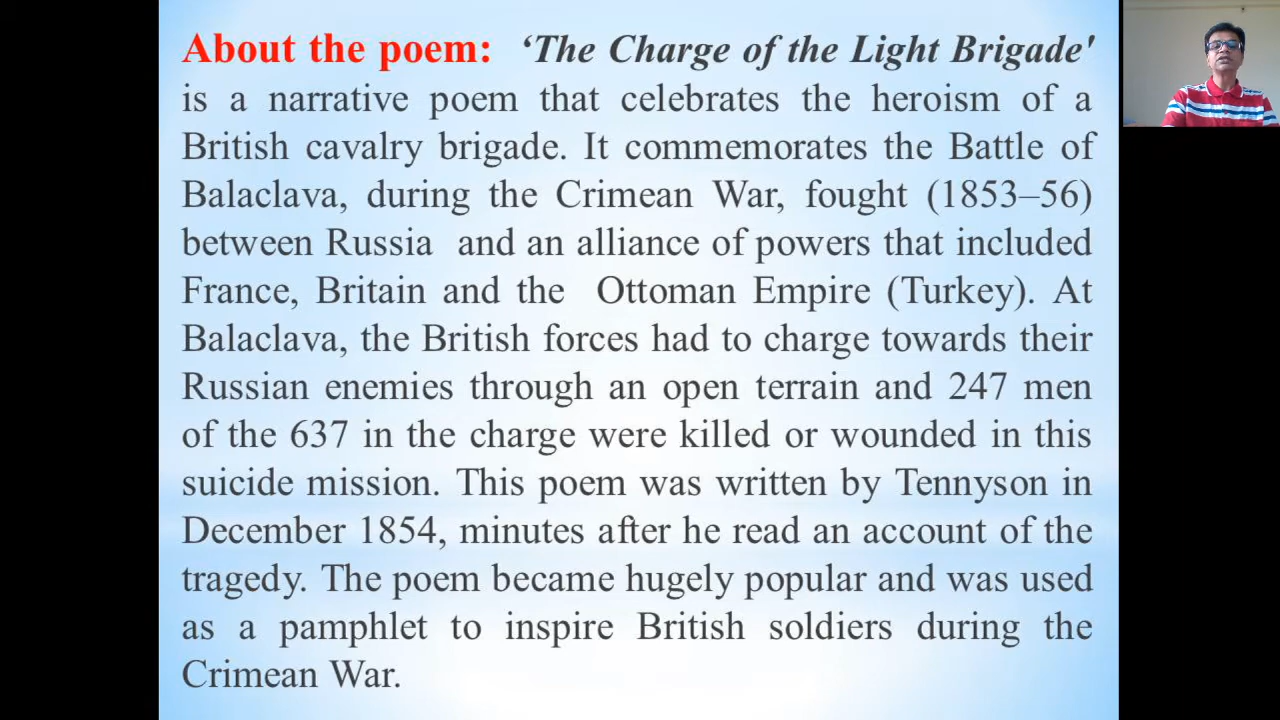 About the poem: ‘The Charge of the Light Brigade'
is a narrative poem that celebrates the heroism of a
British cavalry brigade. It commemorates the Battle of
Balaclava, during the Crimean War, fought (1853–56)
between Russia and an alliance of powers that included
France, Britain and the Ottoman Empire (Turkey). At
Balaclava, the British forces had to charge towards their
Russian enemies through an open terrain and 247 men
of the 637 in the charge were killed or wounded in this
suicide mission. This poem was written by Tennyson in
December 1854, minutes after he read an account of the
tragedy. The poem became hugely popular and was used
as a pamphlet to inspire British soldiers during the
Crimean War.